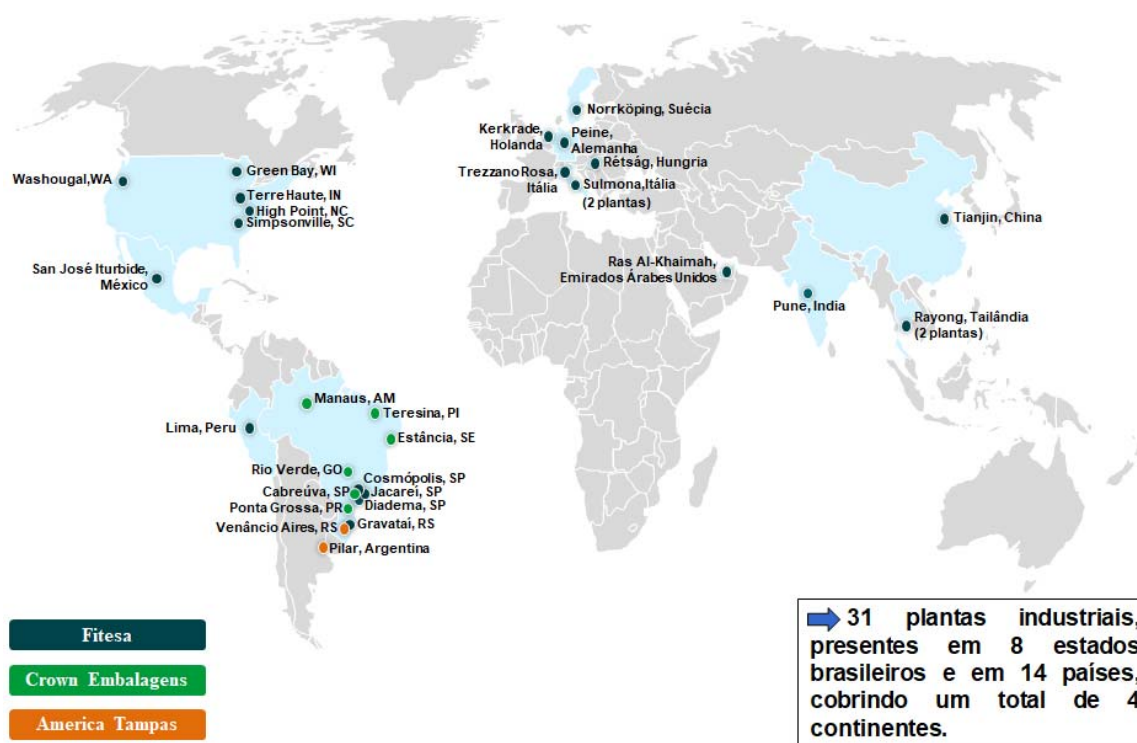 Norrköping, Suécia
Kerkrade,
Holanda
Peine,
Alemanha
Rétság, Hungria
Trezzano Rosa,
Itália
Sulmona, Itália
(2 plantas)
Washougal, WA
Green Bay, WI
Terre Haute, IN
High Point, NC
Simpsonville, SC
San José Iturbide,
México
Ras Al-Khaimah,
Emirados Árabes Unidos
Tianjin, China
Pune, India
Rayong, Tailândia
(2 plantas)
Manaus, AM
Teresina, PI
Lima, Peru
Estância, SE
Rio Verde, GO
Cosmópolis, SP
Cabreúva, SP
Jacareí, SP
Ponta Grossa, PR
Diadema, SP
Venâncio Aires, RS
Gravataí, RS
Pilar, Argentina
Fitesa
Crown Embalagens
America Tampas
31 plantas industriais,
presentes em 8 estados
brasileiros e em 14 países,
cobrindo um total de 4
continentes.